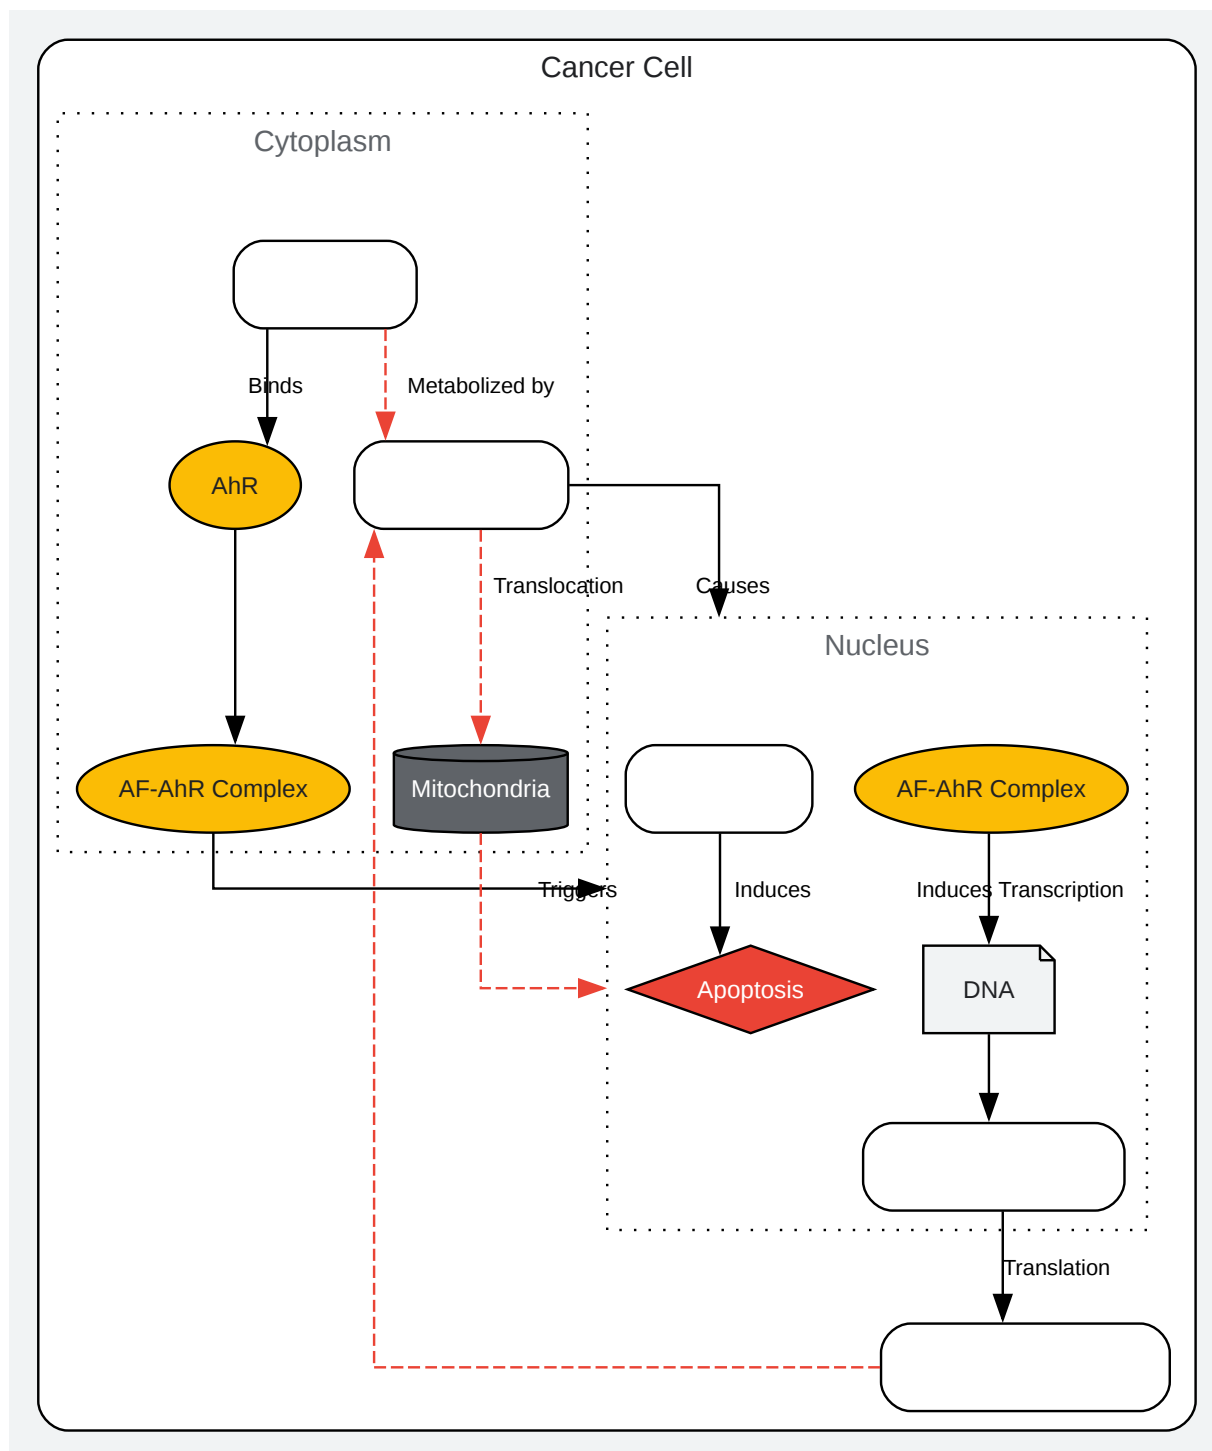 Cancer Cell
Cytoplasm
Binds
Metabolized by
AhR
Translocation
Causes
Nucleus
AF-AhR Complex
Mitochondria
AF-AhR Complex
Triggers
Induces
Induces Transcription
Apoptosis
DNA
Translation